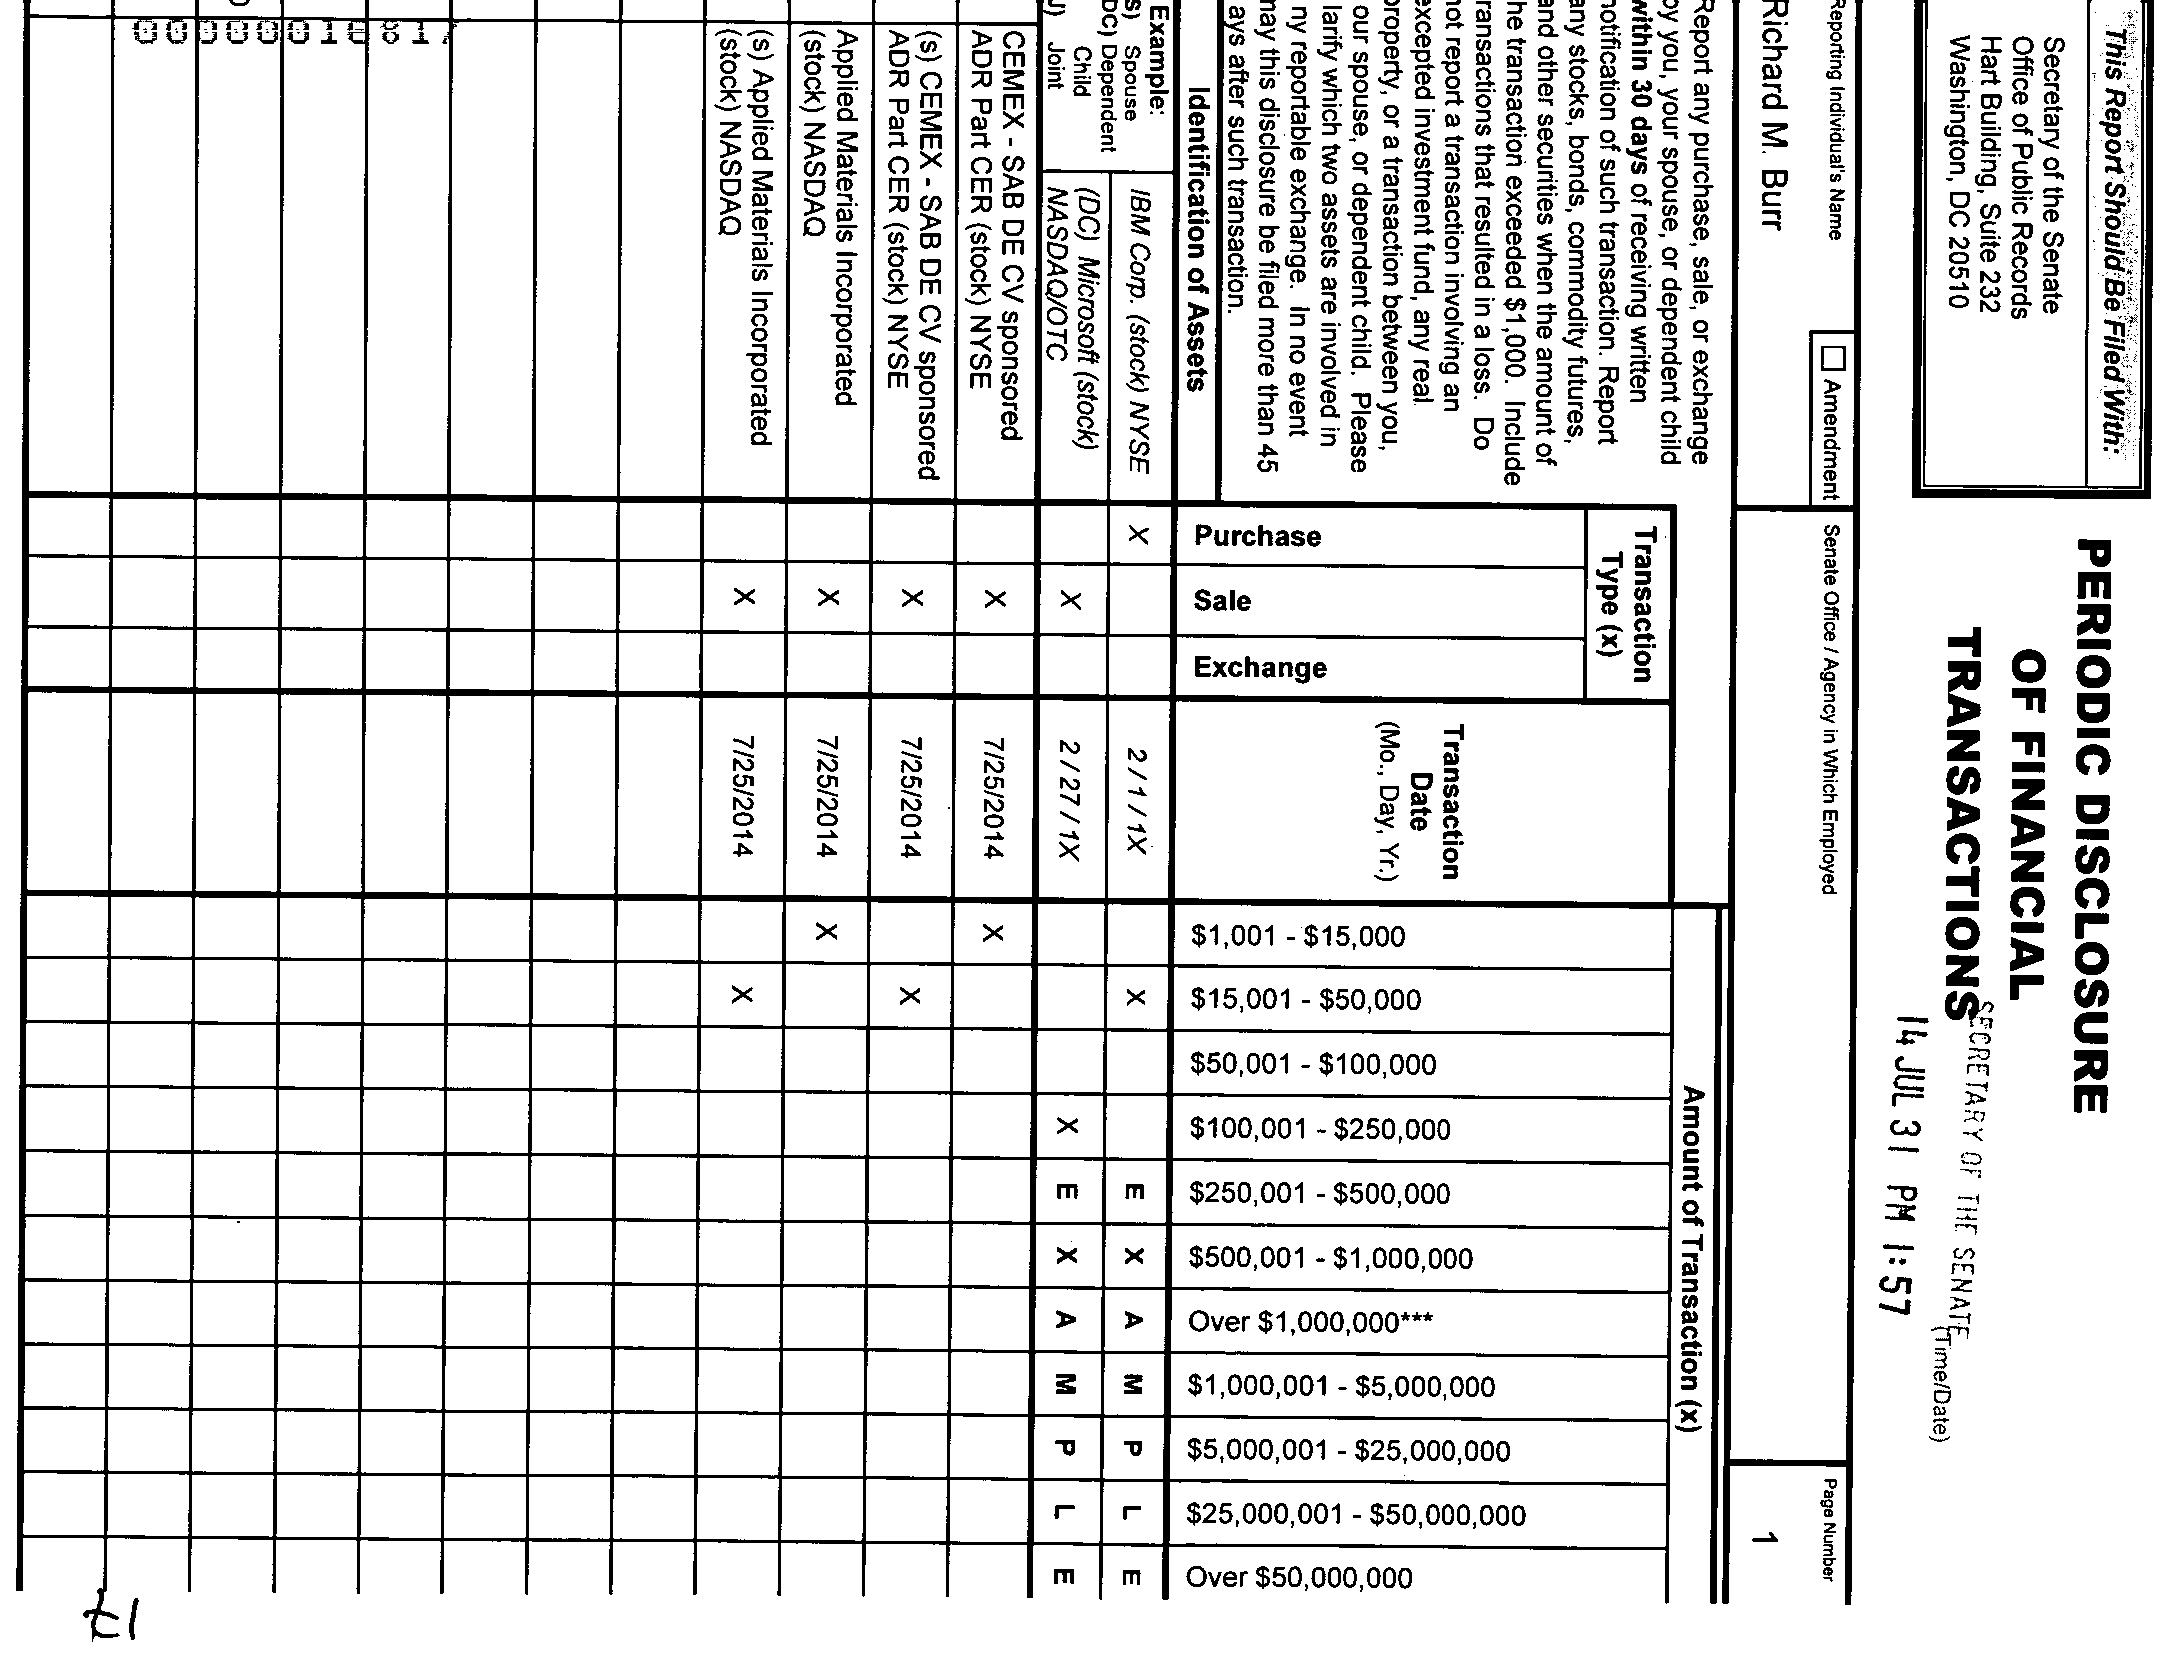 This Report Should Be Filed With:
Secretary of the Senate
Office of Public Records
Hart Building, Suite 232
Washington, DC 20510
PERIODIC DISCLOSURE
OF FINANCIAL
TRANSACTIONS
SECRETARY OF THE SENATE
(Time/Date)
14 JUL 31 PM 1:57
Reporting Individual's Name
Richard M. Burr
Amendment
Senate Office / Agency in Which Employed
Page Number
1
Report any purchase, sale, or exchange
by you, your spouse, or dependent child
within 30 days of receiving written
notification of such transaction. Report
any stocks, bonds, commodity futures,
and other securities when the amount of
he transaction exceeded $1,000. Include
ransactions that resulted in a loss. Do
not report a transaction involving an
excepted investment fund, any real
property, or a transaction between you,
our spouse, or dependent child. Please
larify which two assets are involved in
ny reportable exchange. In no event
may this disclosure be filed more than 45
ays after such transaction.
Transaction
Type (x)
Transaction
Date
(Mo., Day, Yr.)
Amount of Transaction (x)
Identification of Assets
Purchase
Sale
Exchange
$1,001 - $15,000
$15,001 - $50,000
$50,001 - $100,000
$100,001 - $250,000
$250,001 - $500,000
$500,001 - $1,000,000
Over $1,000,000***
$1,000,001 - $5,000,000
$5,000,001 - $25,000,000
$25,000,001 - $50,000,000
Over $50,000,000
Example:
S) Spouse
DC) Dependent
Child
J) Joint
IBM Corp. (stock) NYSE X 2 / 1 / 1X X E X A M P L E
(DC) Microsoft (stock)
NASDAQ/OTC X 2 / 27 / 1X X E X A M P L E
CEMEX - SAB DE CV sponsored
ADR Part CER (stock) NYSE X 7/25/2014 X
(s) CEMEX - SAB DE CV sponsored
ADR Part CER (stock) NYSE X 7/25/2014 X
Applied Materials Incorporated
(stock) NASDAQ X 7/25/2014 X
(s) Applied Materials Incorporated
(stock) NASDAQ X 7/25/2014 X
17